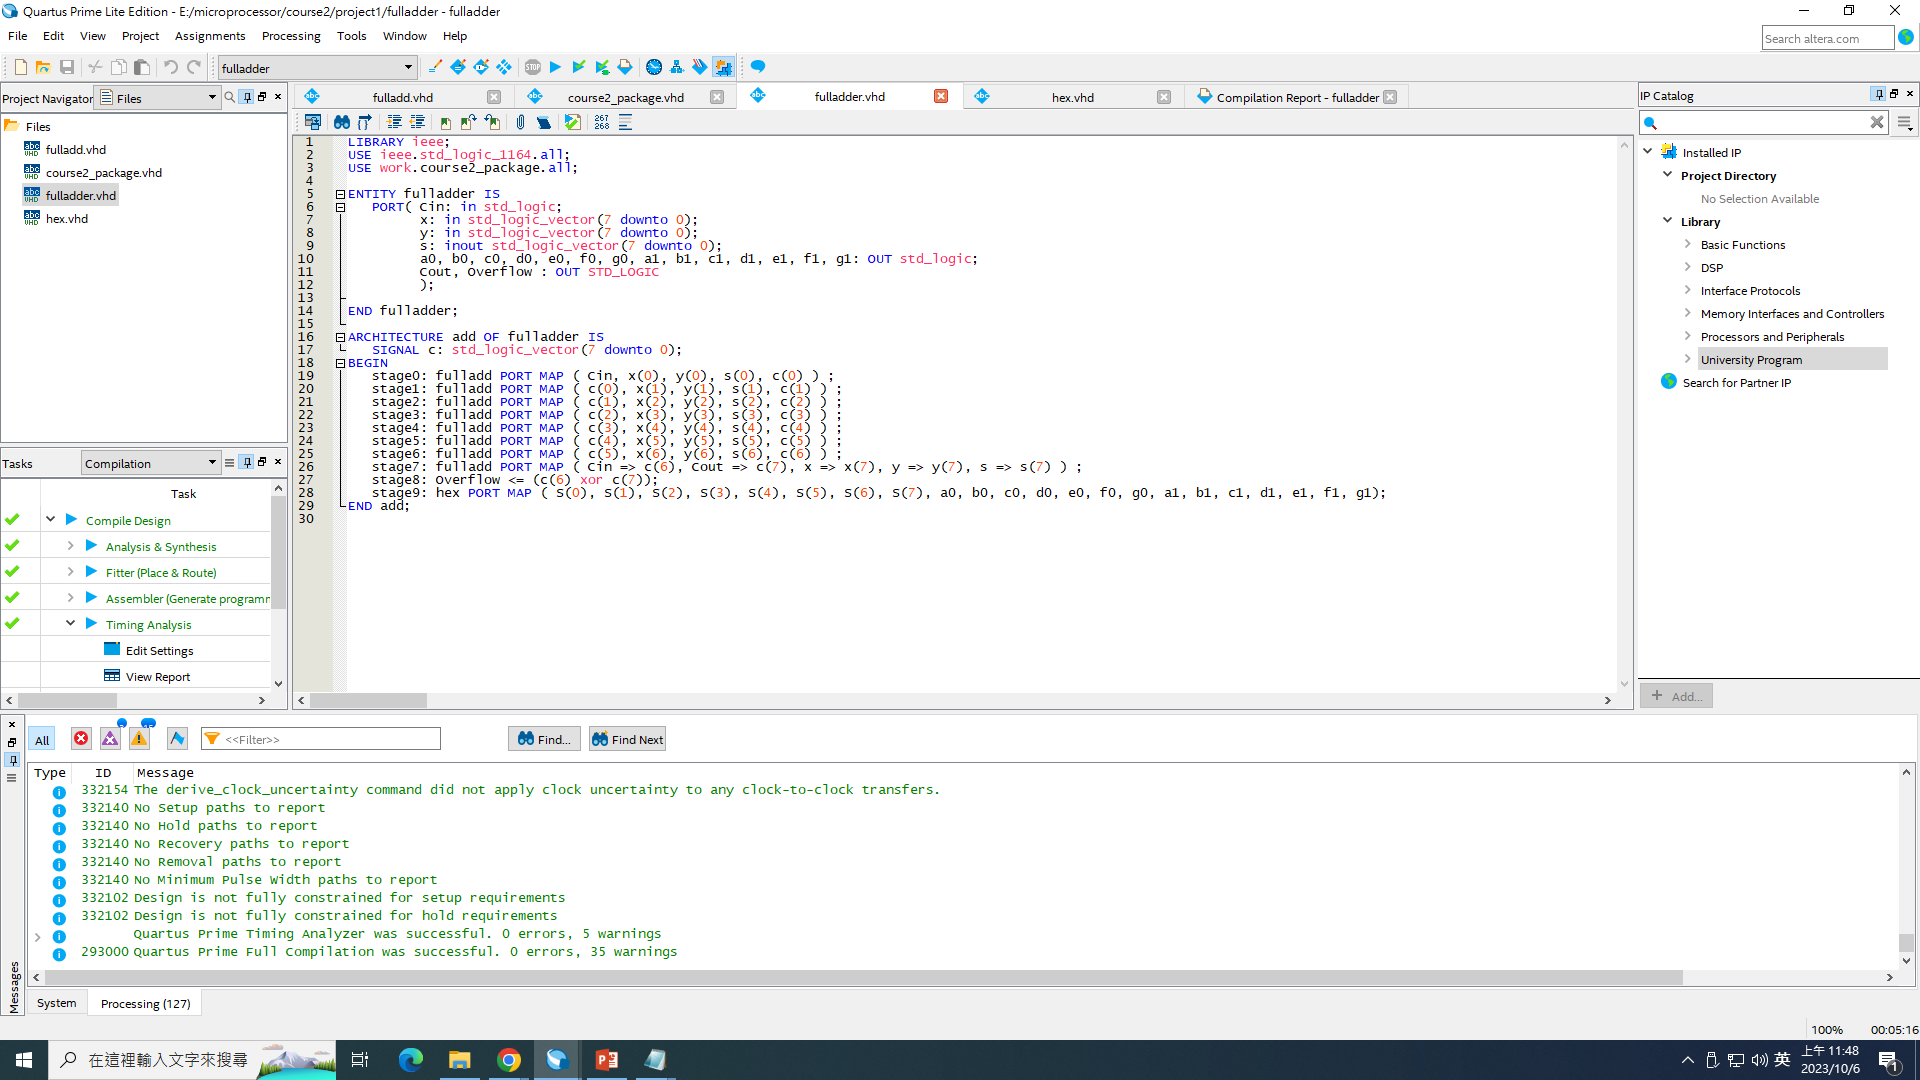 Quartus Prime Lite Edition - E:/microprocessor/course2/project1/fulladder - fulladder
File Edit View Project Assignments Processing Tools Window Help
Search altera.com
fulladder
STOP
Project Navigator Files
Files
fulladd.vhd
course2_package.vhd
fulladder.vhd
hex.vhd
Tasks Compilation
Task
Compile Design
Analysis & Synthesis
Fitter (Place & Route)
Assembler (Generate programm
Timing Analysis
Edit Settings
View Report
fulladd.vhd course2_package.vhd fulladder.vhd hex.vhd Compilation Report - fulladder
267
268
1 LIBRARY ieee;
2 USE ieee.std_logic_1164.all;
3 USE work.course2_package.all;
4
5 ENTITY fulladder IS
6 PORT( Cin: in std_logic;
7 x: in std_logic_vector(7 downto 0);
8 y: in std_logic_vector(7 downto 0);
9 s: inout std_logic_vector(7 downto 0);
10 a0, b0, c0, d0, e0, f0, g0, a1, b1, c1, d1, e1, f1, g1: OUT std_logic;
11 Cout, Overflow : OUT STD_LOGIC
12 );
13
14 END fulladder;
15
16 ARCHITECTURE add OF fulladder IS
17 SIGNAL c: std_logic_vector(7 downto 0);
18 BEGIN
19 stage0: fulladd PORT MAP ( Cin, x(0), y(0), s(0), c(0) ) ;
20 stage1: fulladd PORT MAP ( c(0), x(1), y(1), s(1), c(1) ) ;
21 stage2: fulladd PORT MAP ( c(1), x(2), y(2), s(2), c(2) ) ;
22 stage3: fulladd PORT MAP ( c(2), x(3), y(3), s(3), c(3) ) ;
23 stage4: fulladd PORT MAP ( c(3), x(4), y(4), s(4), c(4) ) ;
24 stage5: fulladd PORT MAP ( c(4), x(5), y(5), s(5), c(5) ) ;
25 stage6: fulladd PORT MAP ( c(5), x(6), y(6), s(6), c(6) ) ;
26 stage7: fulladd PORT MAP ( Cin => c(6), Cout => c(7), x => x(7), y => y(7), s => s(7) ) ;
27 stage8: Overflow <= (c(6) xor c(7));
28 stage9: hex PORT MAP ( S(0), S(1), S(2), S(3), S(4), S(5), S(6), S(7), a0, b0, c0, d0, e0, f0, g0, a1, b1, c1, d1, e1, f1, g1);
29 END add;
30
IP Catalog
Installed IP
Project Directory
No Selection Available
Library
Basic Functions
DSP
Interface Protocols
Memory Interfaces and Controllers
Processors and Peripherals
University Program
Search for Partner IP
+ Add...
All <<Filter>> Find... Find Next
Type ID Message
332154 The derive_clock_uncertainty command did not apply clock uncertainty to any clock-to-clock transfers.
332140 No Setup paths to report
332140 No Hold paths to report
332140 No Recovery paths to report
332140 No Removal paths to report
332140 No Minimum Pulse Width paths to report
332102 Design is not fully constrained for setup requirements
332102 Design is not fully constrained for hold requirements
Quartus Prime Timing Analyzer was successful. 0 errors, 5 warnings
293000 Quartus Prime Full Compilation was successful. 0 errors, 35 warnings
Messages
System Processing (127)
100% 00:05:16
在這裡輸入文字來搜尋
英
上午 11:48
2023/10/6
1